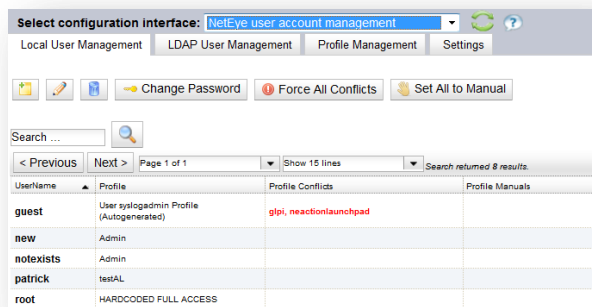 Select configuration interface: NetEye user account management
Local User Management LDAP User Management Profile Management Settings
Change Password Force All Conflicts Set All to Manual
Search ...
< Previous Next > Page 1 of 1 Show 15 lines Search returned 8 results.
UserName Profile Profile Conflicts Profile Manuals
guest User syslogadmin Profile (Autogenerated) glpi, neactionlaunchpad
new Admin
notexists Admin
patrick testAL
root HARDCODED FULL ACCESS